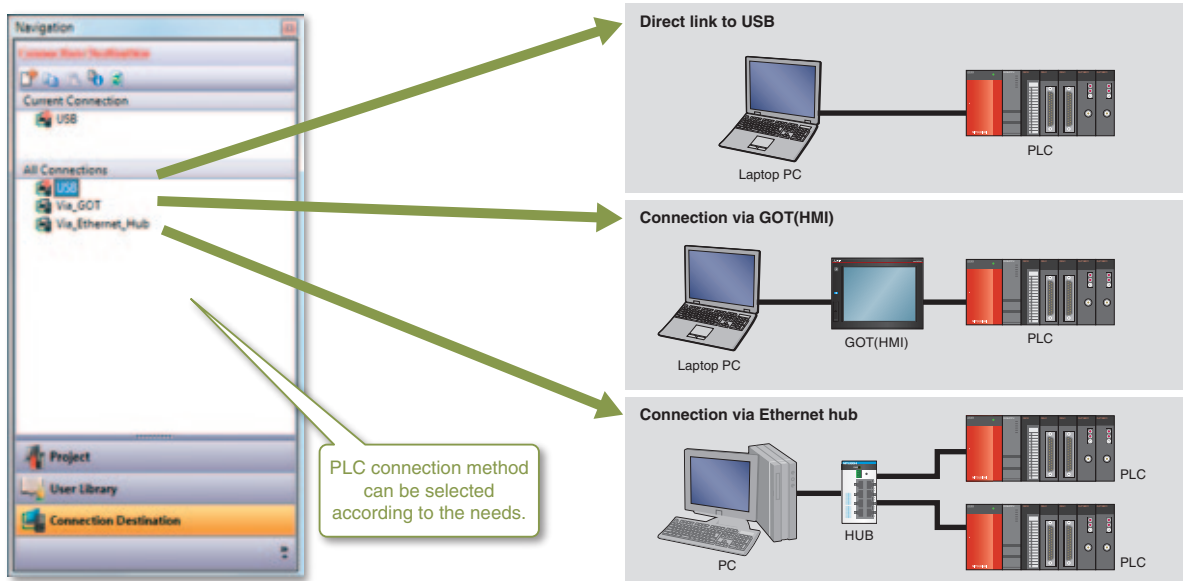 Navigation
Connection Destination
Current Connection
USB
All Connections
USB
Via_GOT
Via_Ethernet_Hub
PLC connection method
can be selected
according to the needs.
Project
User Library
Connection Destination
Direct link to USB
Laptop PC
PLC
Connection via GOT(HMI)
Laptop PC
GOT(HMI)
PLC
Connection via Ethernet hub
PC
HUB
PLC
PLC